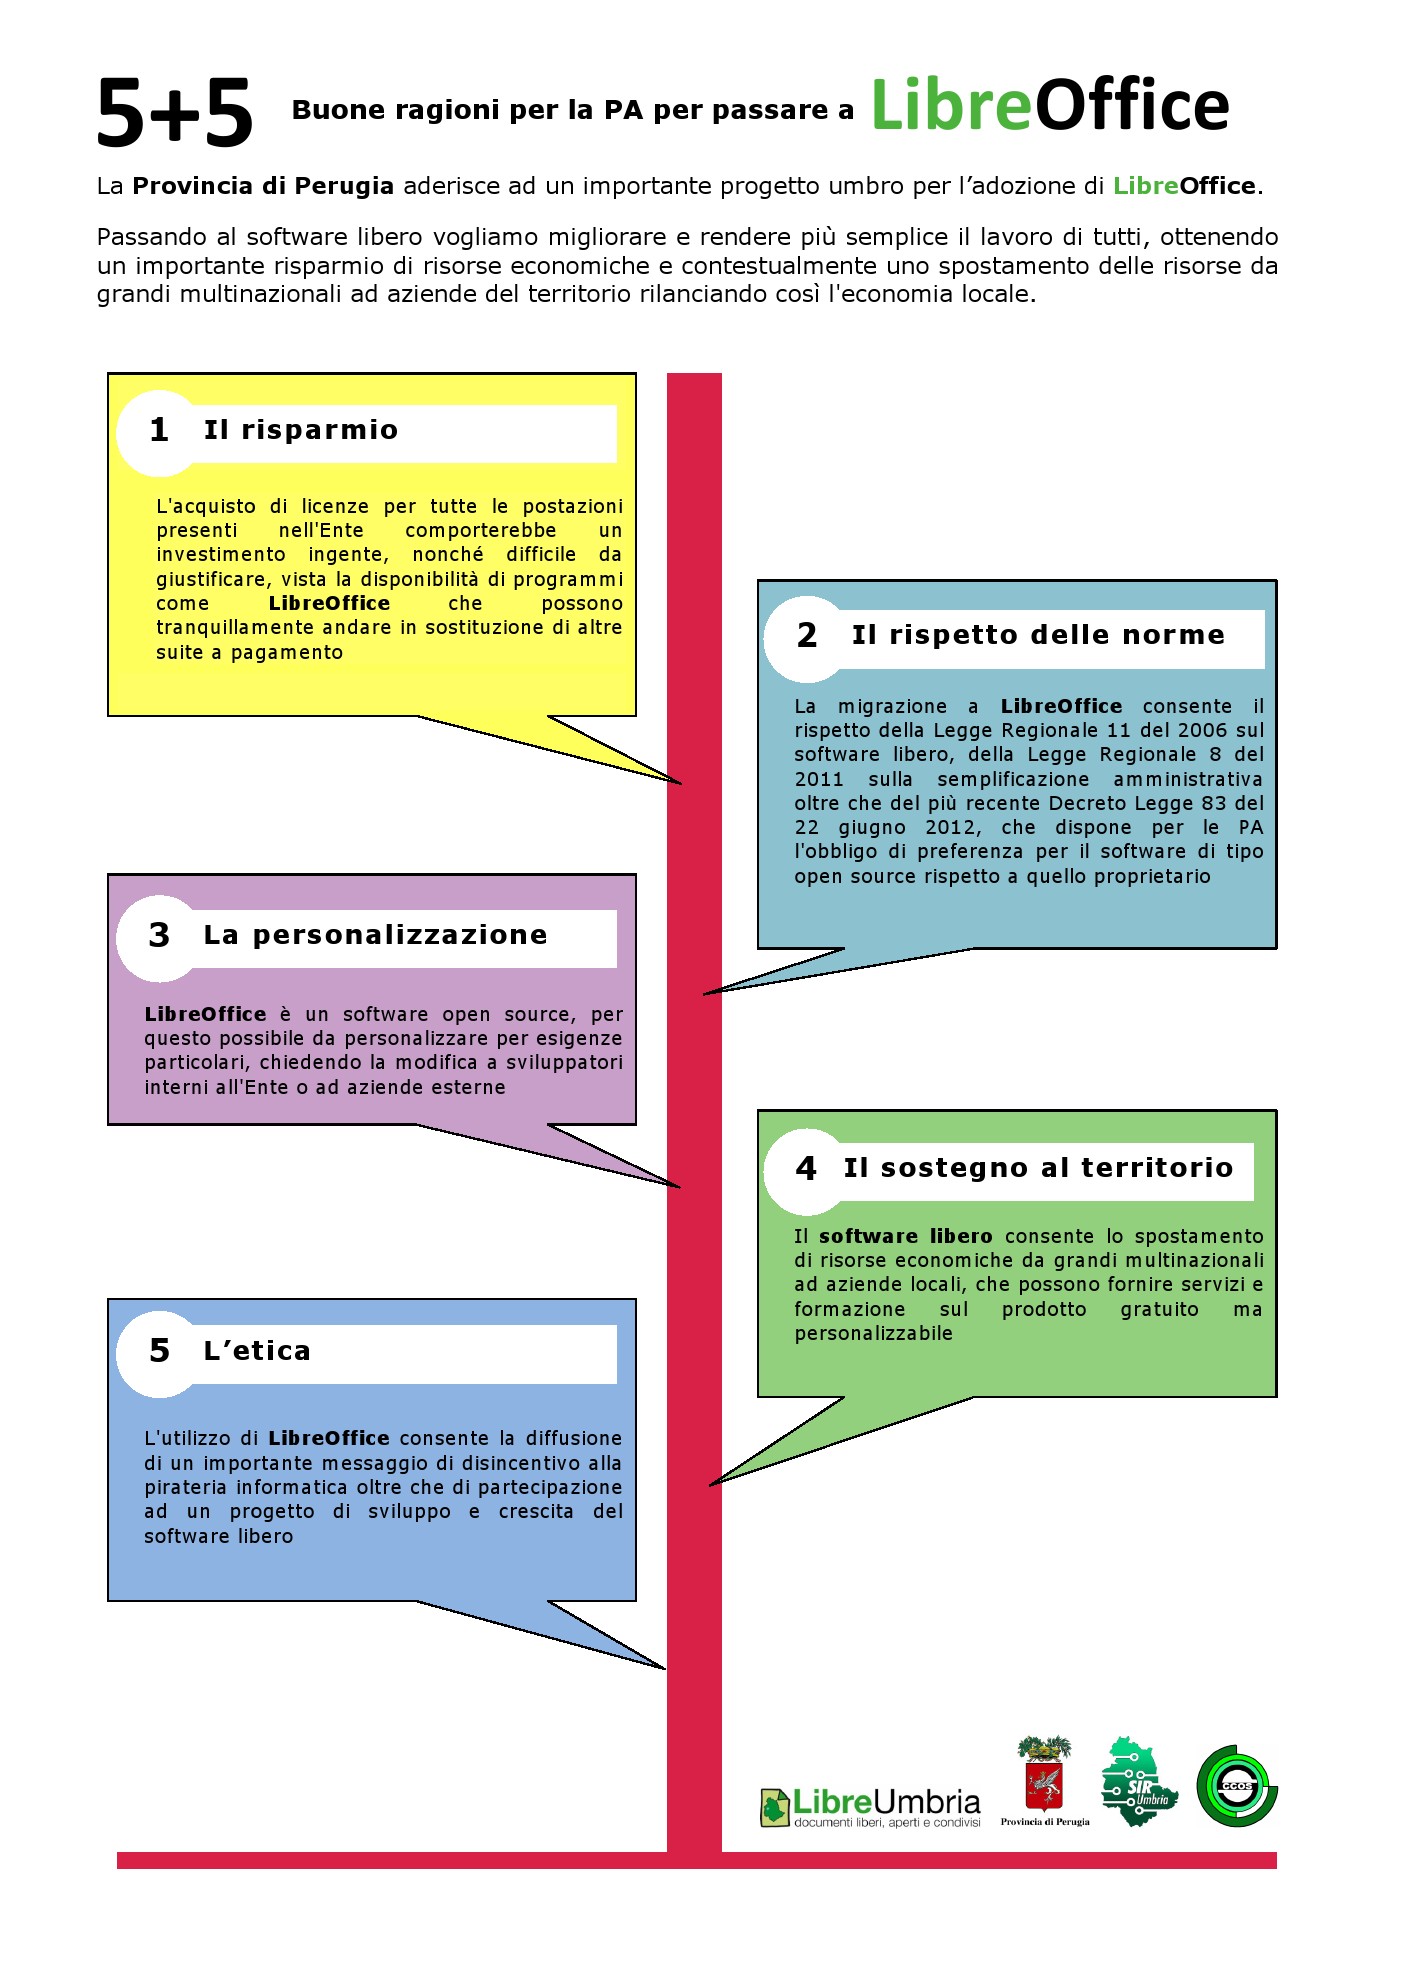 5+5 Buone ragioni per la PA per passare a LibreOffice
La Provincia di Perugia aderisce ad un importante progetto umbro per l’adozione di LibreOffice.
Passando al software libero vogliamo migliorare e rendere più semplice il lavoro di tutti, ottenendo
un importante risparmio di risorse economiche e contestualmente uno spostamento delle risorse da
grandi multinazionali ad aziende del territorio rilanciando così l'economia locale.
1 Il risparmio
L'acquisto di licenze per tutte le postazioni
presenti nell'Ente comporterebbe un
investimento ingente, nonché difficile da
giustificare, vista la disponibilità di programmi
come LibreOffice che possono
tranquillamente andare in sostituzione di altre
suite a pagamento
2 Il rispetto delle norme
La migrazione a LibreOffice consente il
rispetto della Legge Regionale 11 del 2006 sul
software libero, della Legge Regionale 8 del
2011 sulla semplificazione amministrativa
oltre che del più recente Decreto Legge 83 del
22 giugno 2012, che dispone per le PA
l'obbligo di preferenza per il software di tipo
open source rispetto a quello proprietario
3 La personalizzazione
LibreOffice è un software open source, per
questo possibile da personalizzare per esigenze
particolari, chiedendo la modifica a sviluppatori
interni all'Ente o ad aziende esterne
4 Il sostegno al territorio
Il software libero consente lo spostamento
di risorse economiche da grandi multinazionali
ad aziende locali, che possono fornire servizi e
formazione sul prodotto gratuito ma
personalizzabile
5 L’etica
L'utilizzo di LibreOffice consente la diffusione
di un importante messaggio di disincentivo alla
pirateria informatica oltre che di partecipazione
ad un progetto di sviluppo e crescita del
software libero
LibreUmbria
documenti liberi, aperti e condivisi
Provincia di Perugia
SIR
Umbria
CCOS